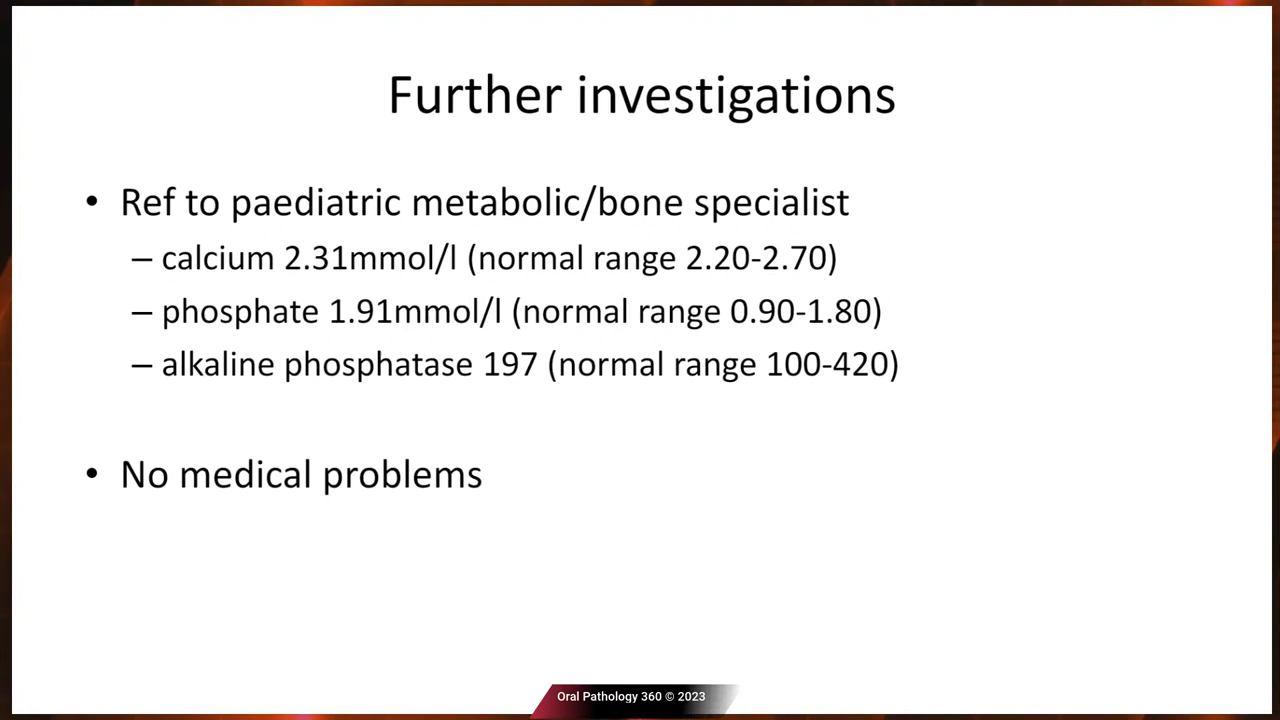 Further investigations
• Ref to paediatric metabolic/bone specialist
– calcium 2.31mmol/l (normal range 2.20-2.70)
– phosphate 1.91mmol/l (normal range 0.90-1.80)
– alkaline phosphatase 197 (normal range 100-420)
• No medical problems
Oral Pathology 360 © 2023